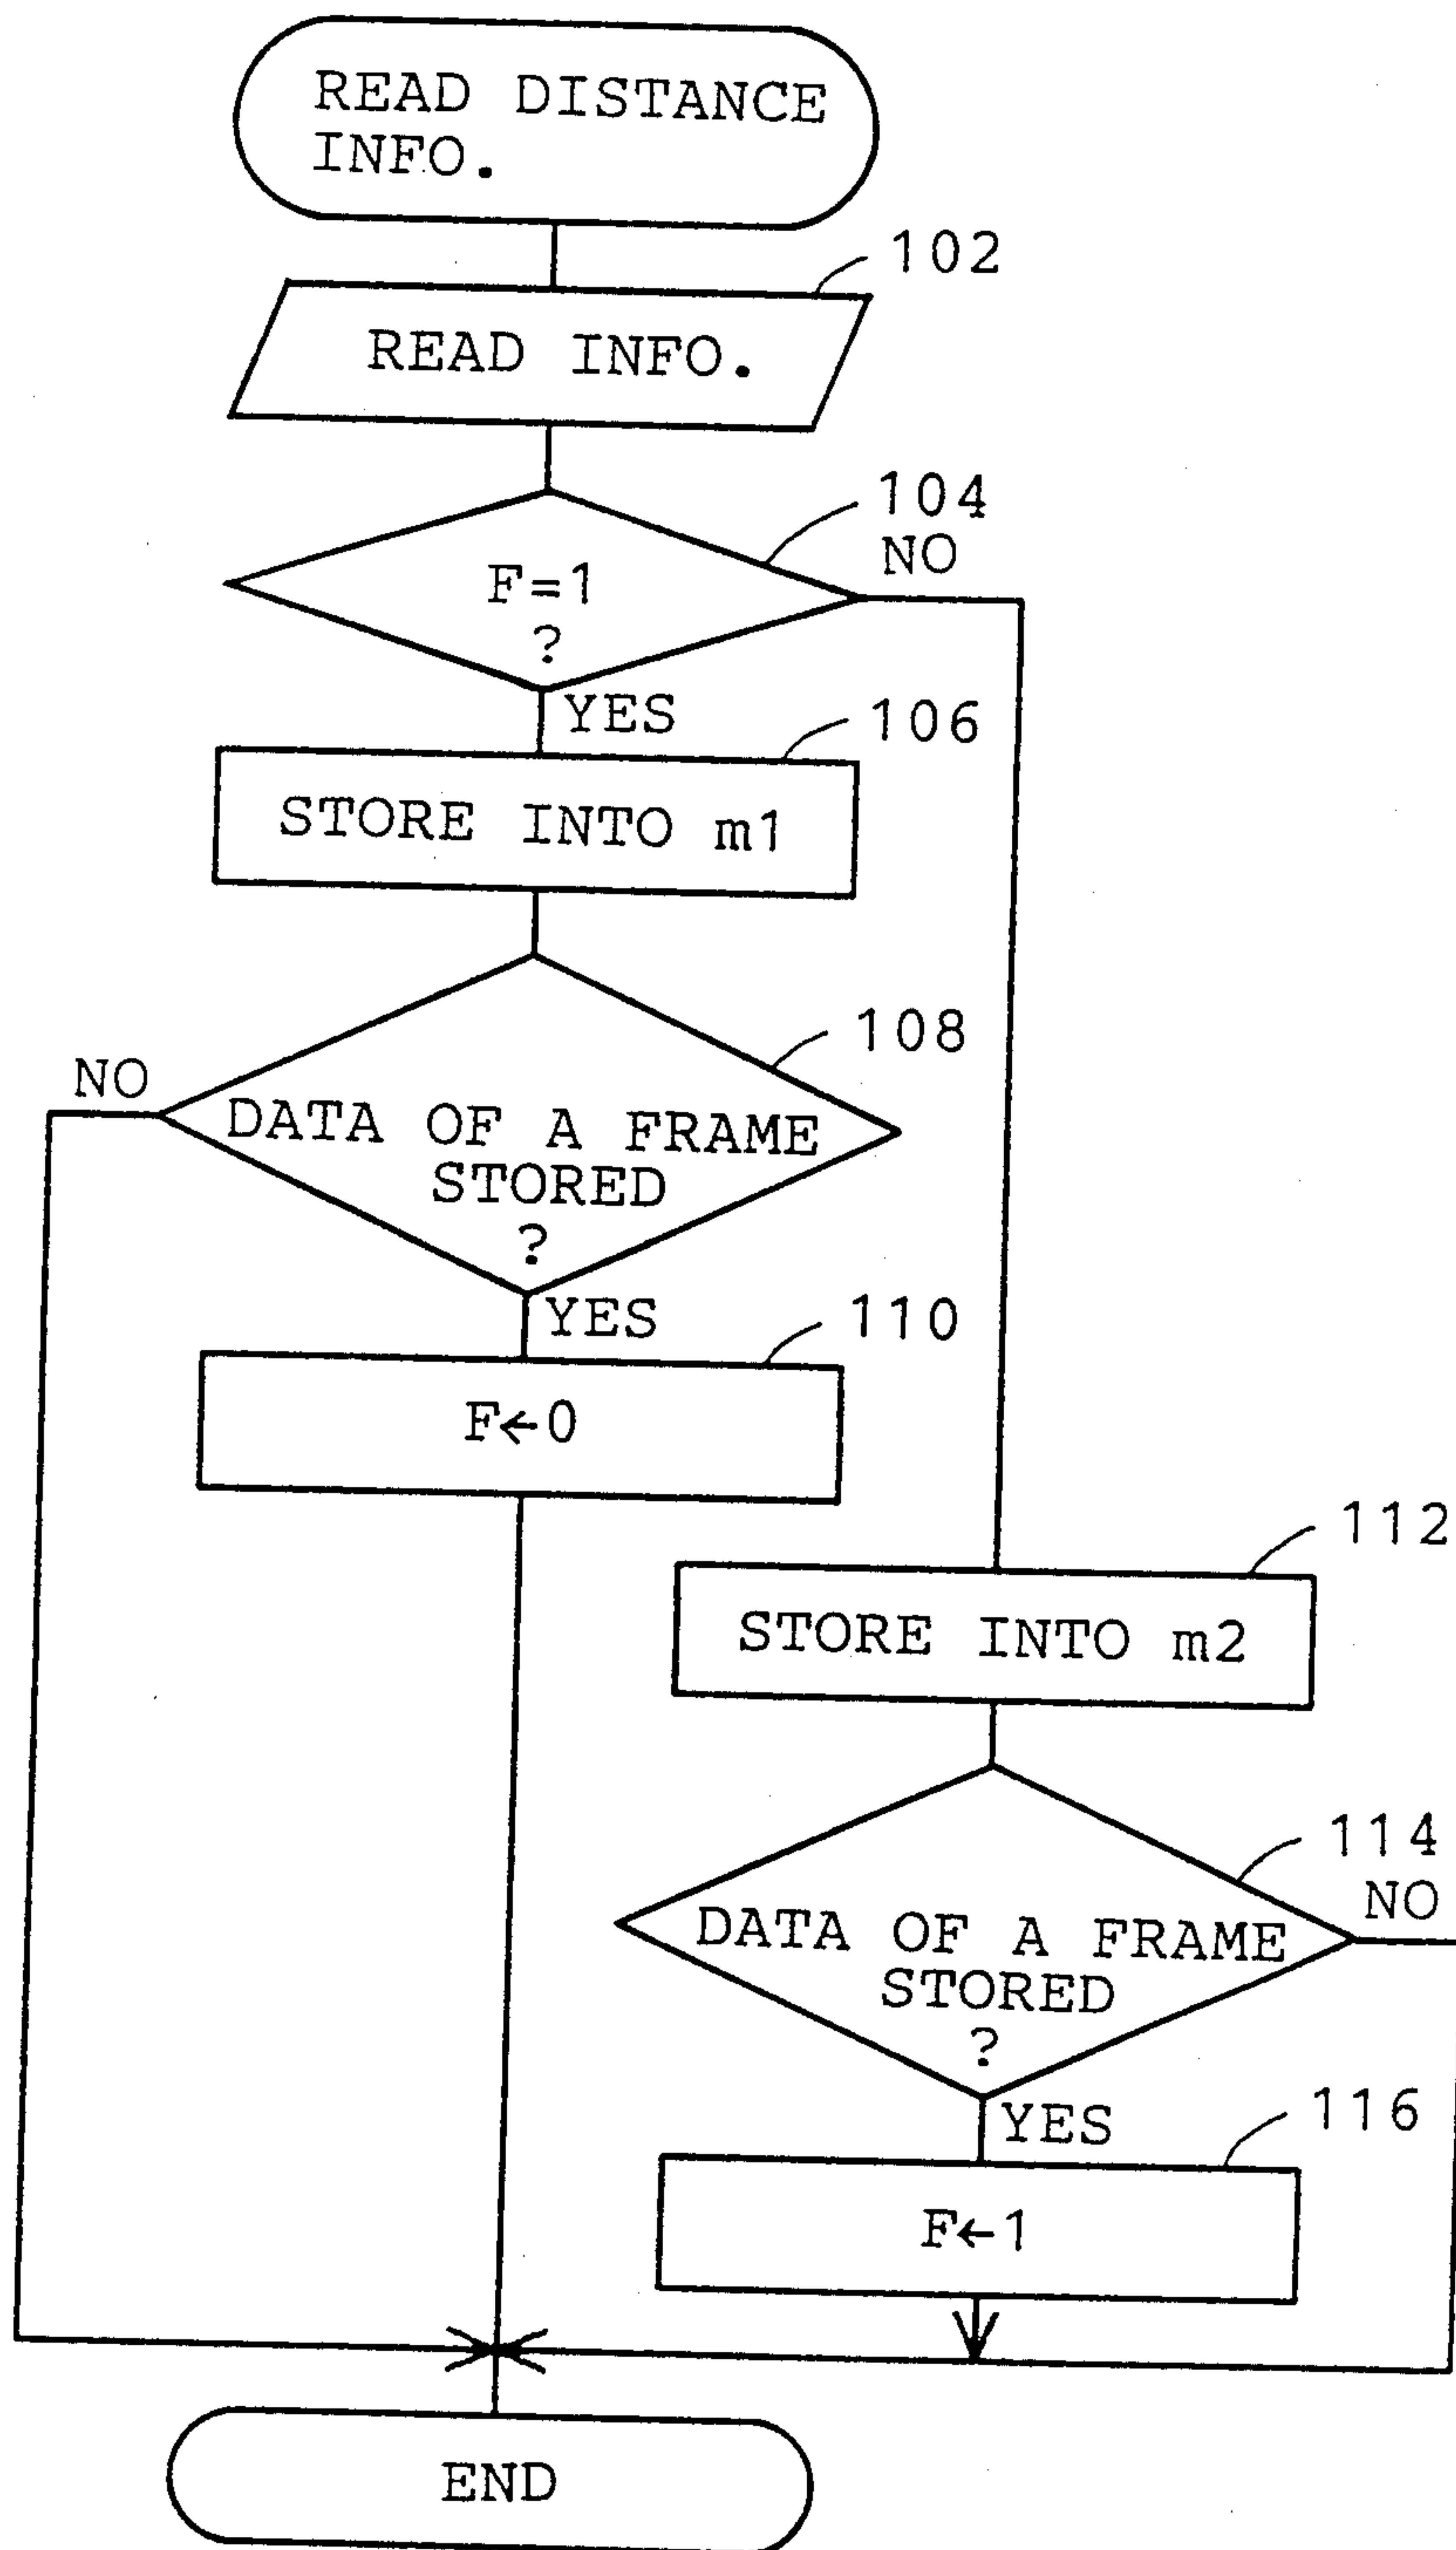 READ DISTANCE
INFO.
102
READ INFO.
104
NO
F=1
?
YES
106
STORE INTO m1
108
NO
DATA OF A FRAME
STORED
?
YES
110
F←0
112
STORE INTO m2
114
NO
DATA OF A FRAME
STORED
?
YES
116
F←1
END